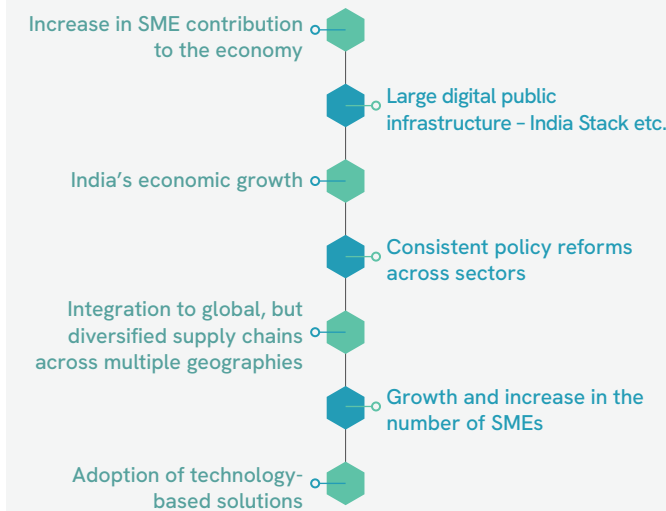 Increase in SME contribution
to the economy
Large digital public
infrastructure – India Stack etc.
India's economic growth
Consistent policy reforms
across sectors
Integration to global, but
diversified supply chains
across multiple geographies
Growth and increase in the
number of SMEs
Adoption of technology-
based solutions